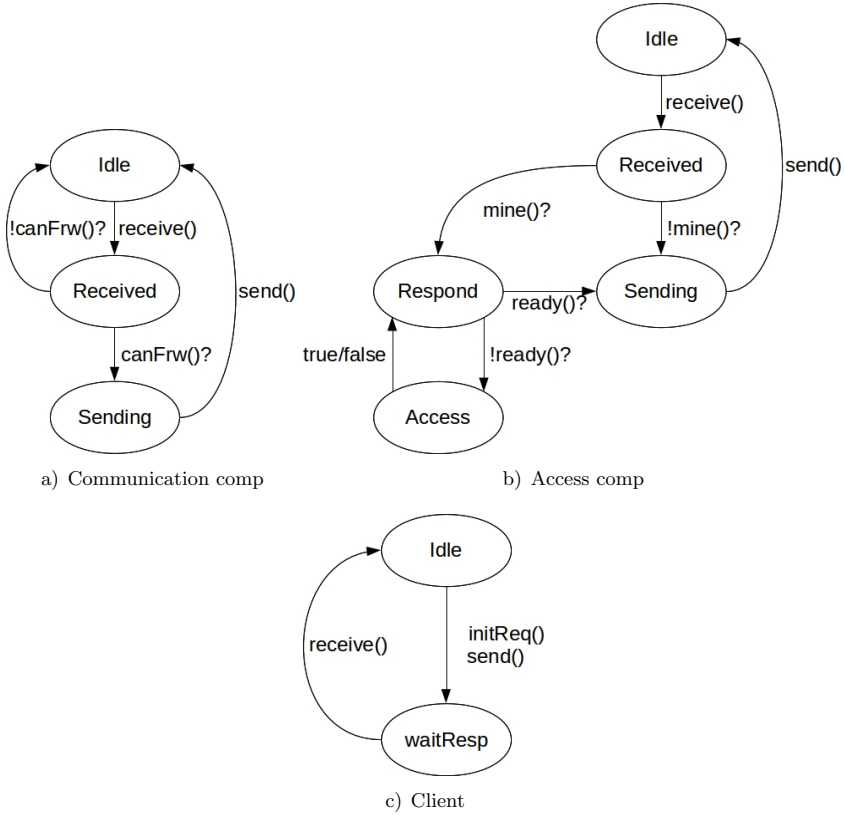 Idle
!canFrw()?
receive()
Received
send()
canFrw()?
Sending
a) Communication comp
Idle
receive()
Received
send()
mine()?
!mine()?
Respond
ready()?
Sending
true/false
!ready()?
Access
b) Access comp
Idle
receive()
initReq()
send()
waitResp
c) Client